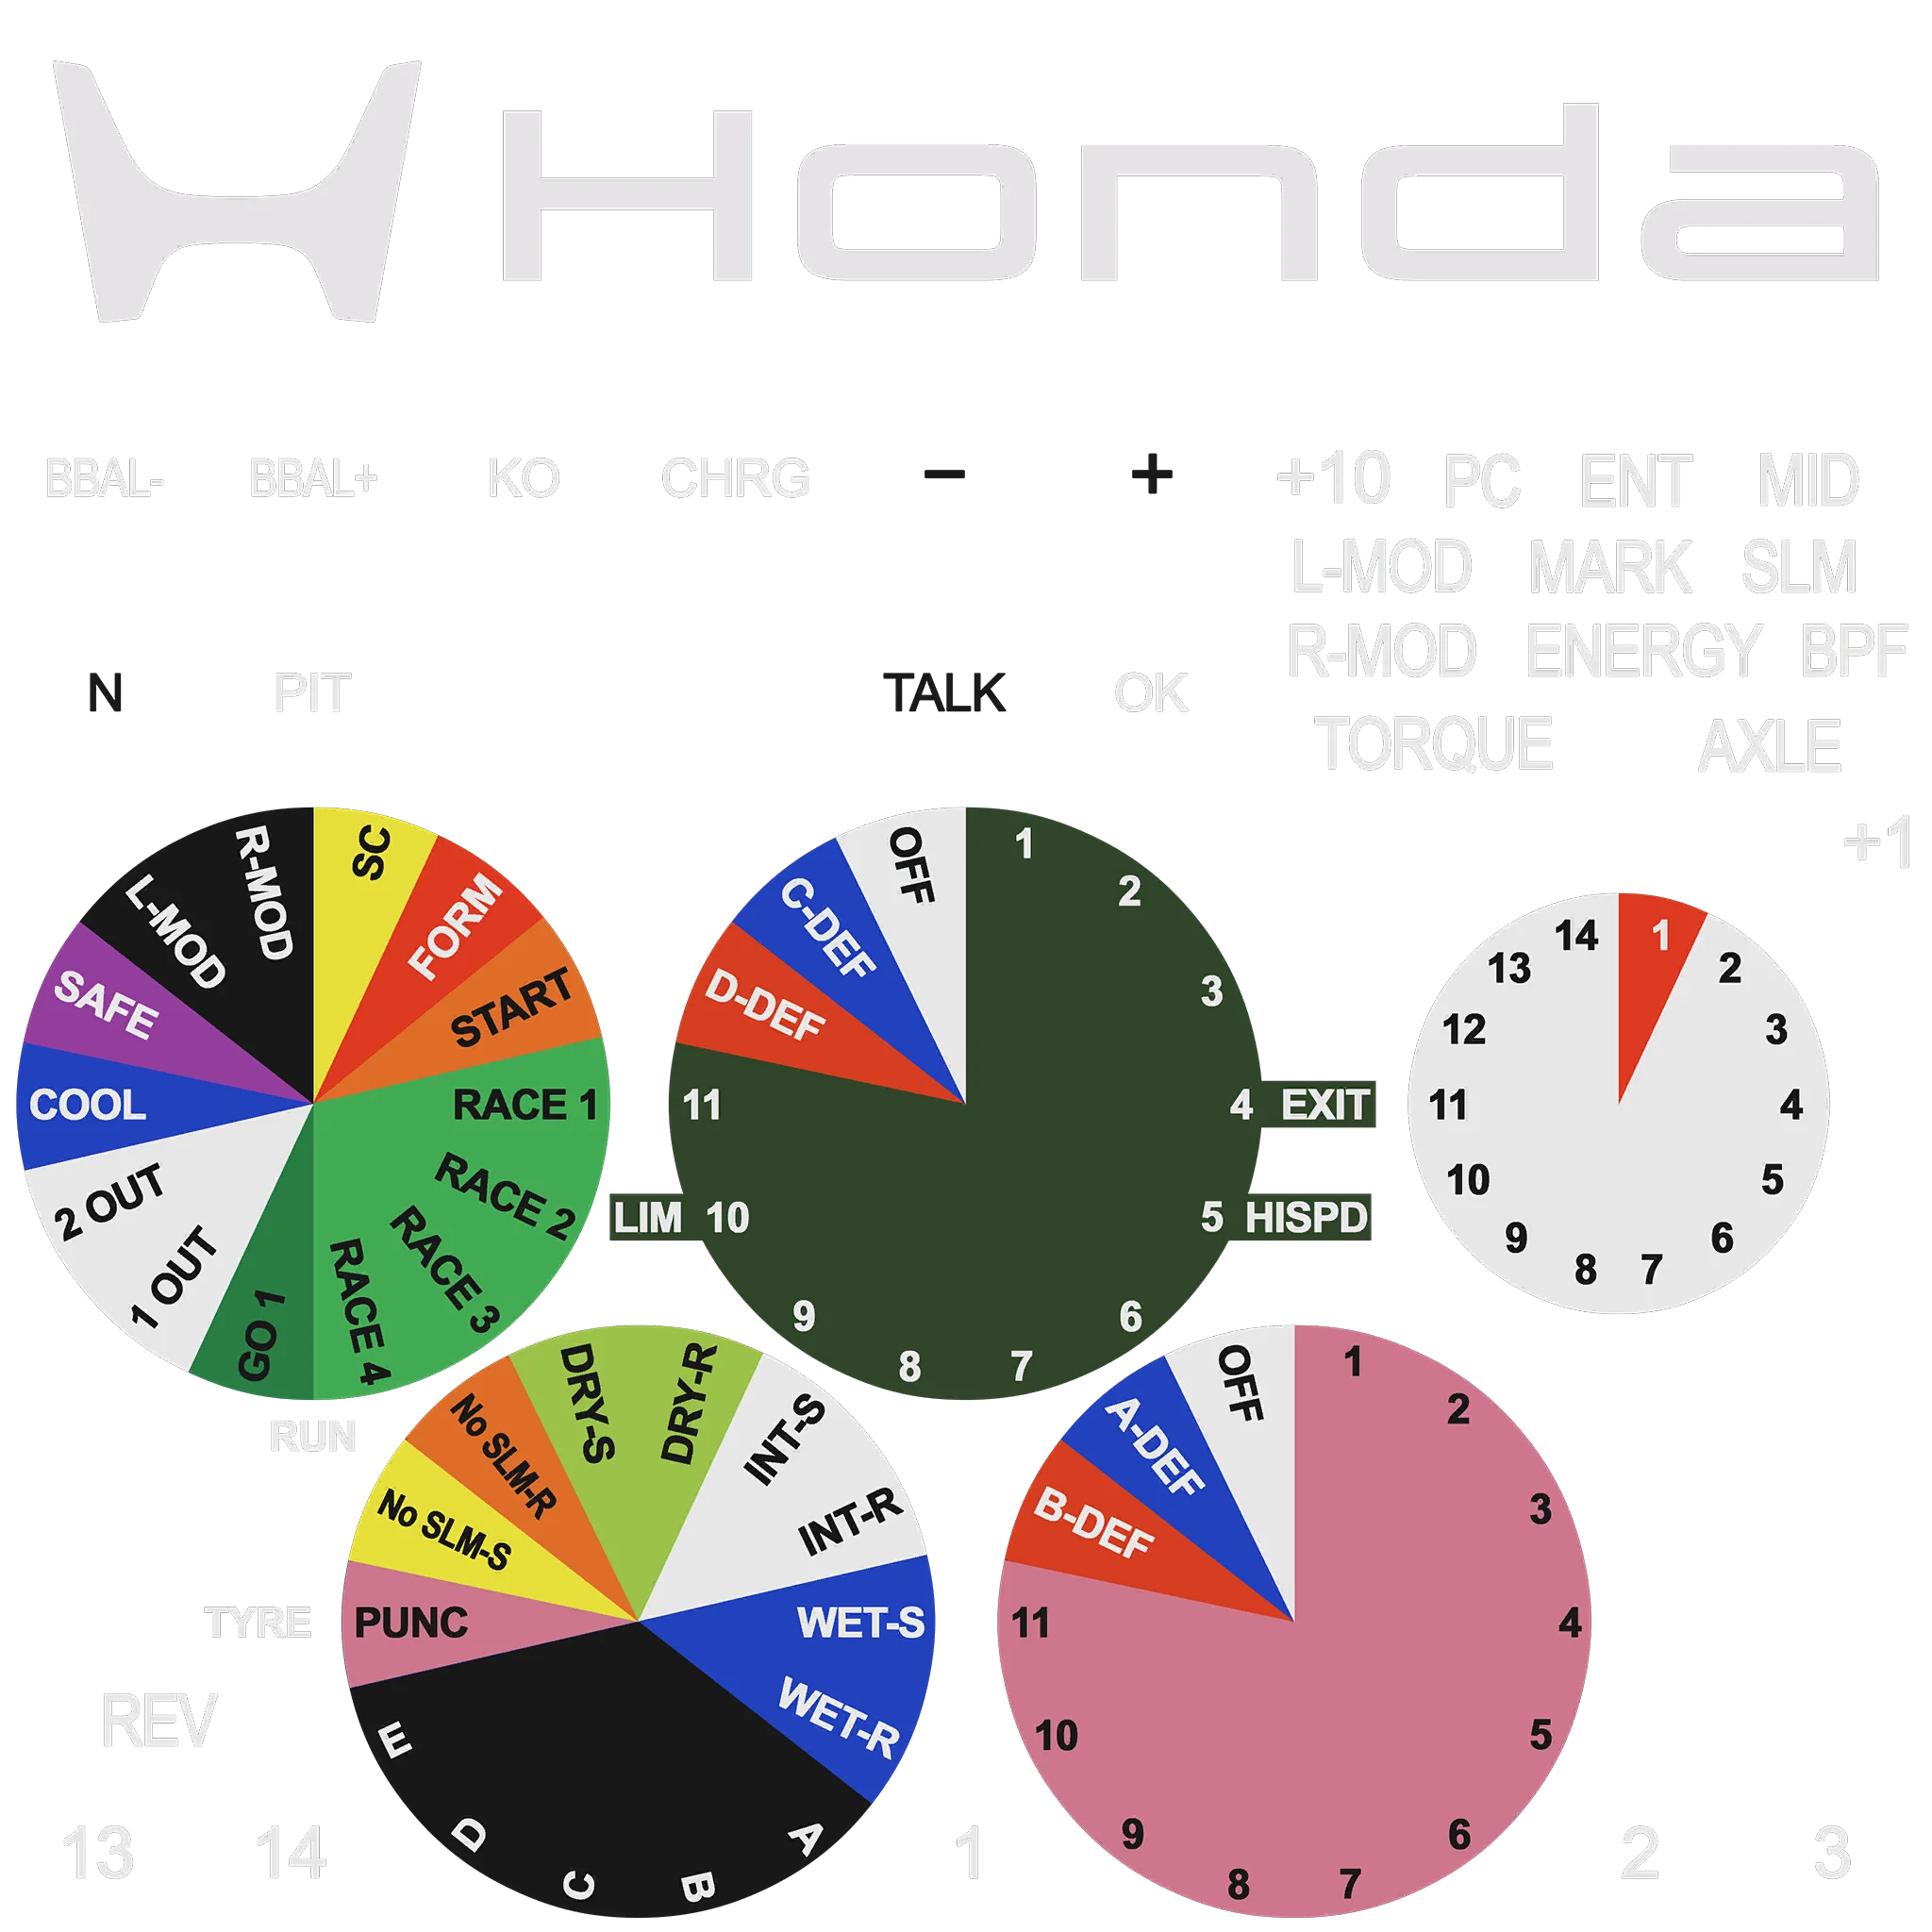 Honda
BBAL- BBAL+ KO CHRG - + +10 PC ENT MID
L-MOD MARK SLM
R-MOD ENERGY BPF
N PIT TALK OK
TORQUE AXLE
+1
SC
FORM
START
RACE 1
RACE 2
RACE 3
RACE 4
GO 1
1 OUT
2 OUT
COOL
SAFE
L-MOD
R-MOD
RUN
1
2
3
4 EXIT
5 HISPD
6
7
8
9
LIM 10
11
D-DEF
C-DEF
OFF
1
2
3
4
5
6
7
8
9
10
11
12
13
14
DRY-R
INT-S
INT-R
WET-S
WET-R
A
B
C
D
E
PUNC
No SLM-S
No SLM-R
DRY-S
TYRE
1
2
3
4
5
6
7
8
9
10
11
B-DEF
A-DEF
OFF
REV
13 14 1 2 3